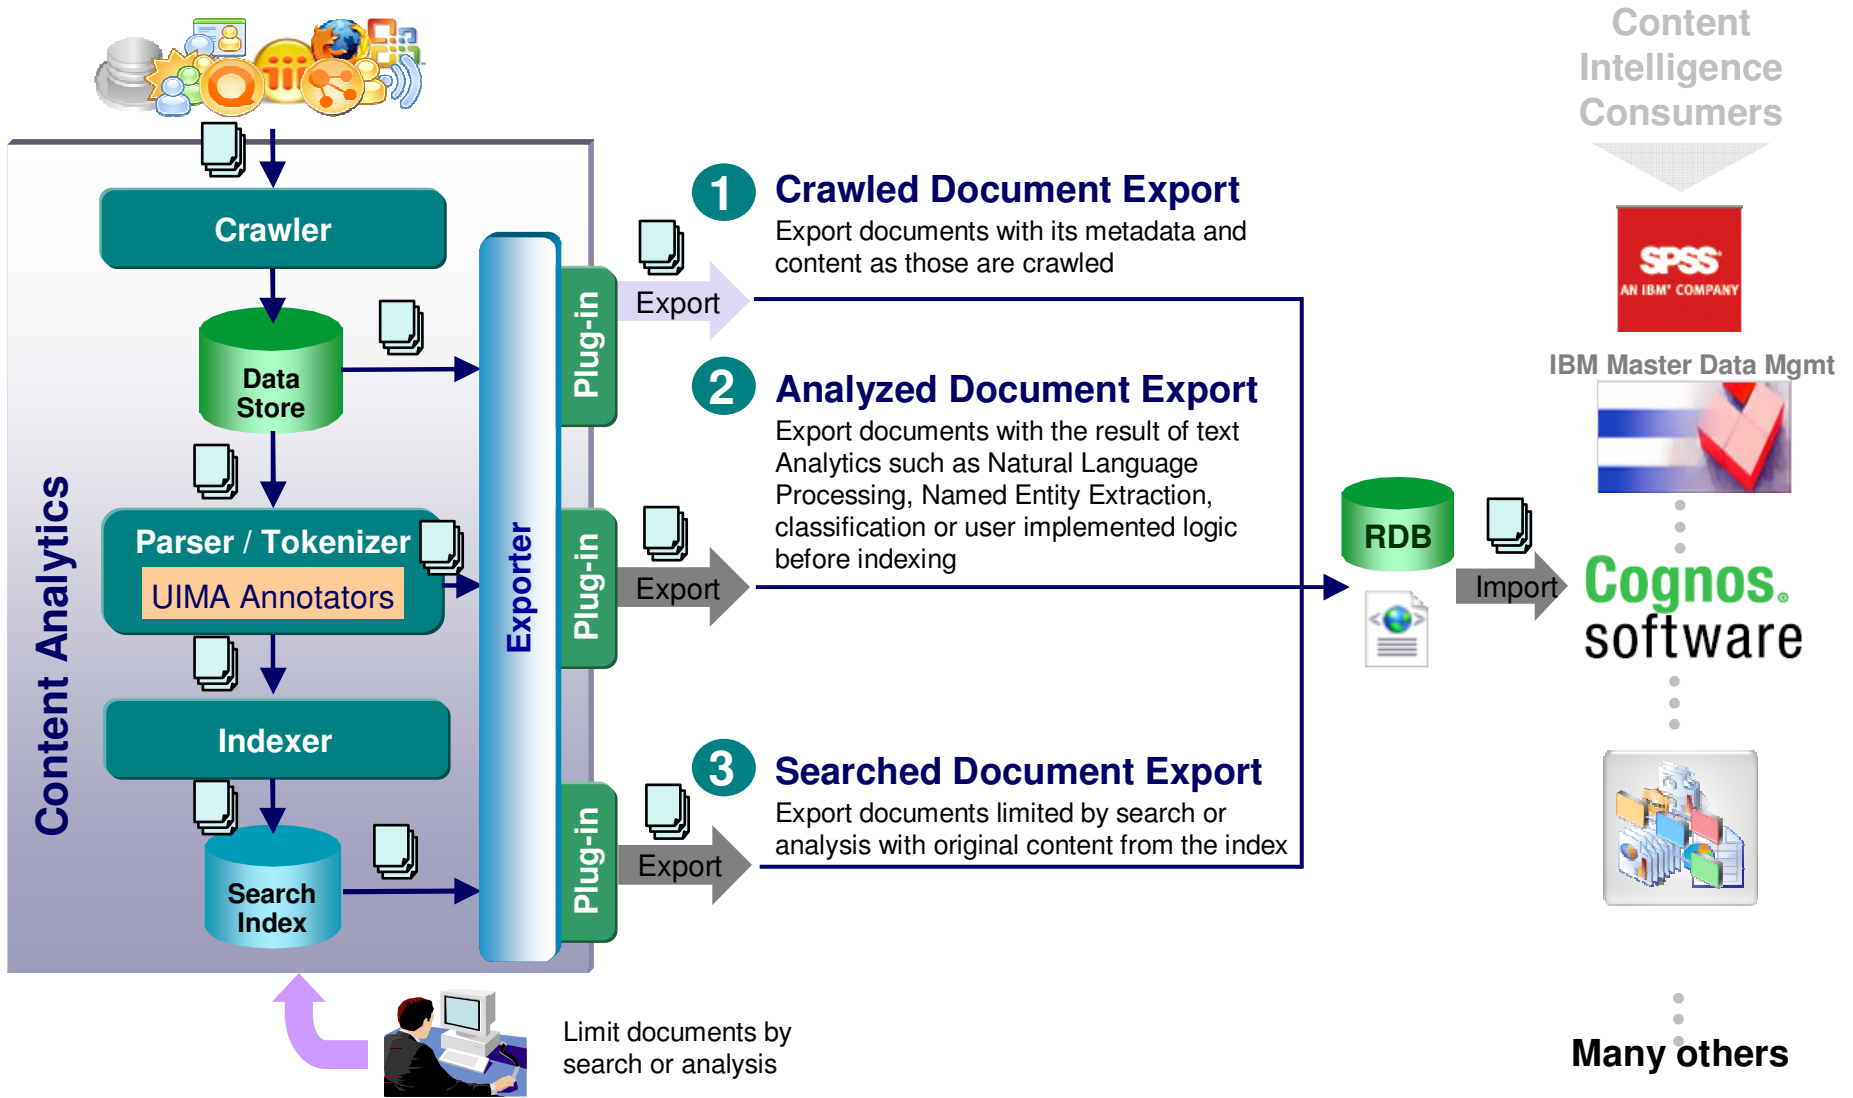 Content
Intelligence
Consumers
Crawler
Data
Store
Parser / Tokenizer
UIMA Annotators
Indexer
Search
Index
Content Analytics
Exporter
Plug-in
Export
1
Crawled Document Export
Export documents with its metadata and
content as those are crawled
Plug-in
Export
2
Analyzed Document Export
Export documents with the result of text
Analytics such as Natural Language
Processing, Named Entity Extraction,
classification or user implemented logic
before indexing
Plug-in
Export
3
Searched Document Export
Export documents limited by search or
analysis with original content from the index
RDB
Import
SPSS
AN IBM® COMPANY
IBM Master Data Mgmt
Cognos®
software
Many others
Limit documents by
search or analysis